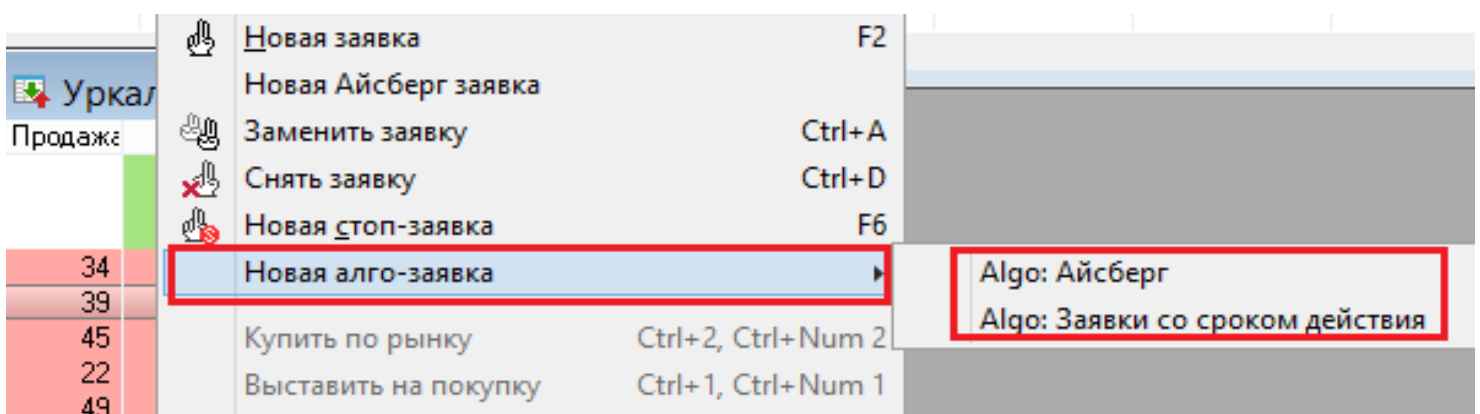 Новая заявка F2
Новая Айсберг заявка
Уркал
Продажа
Заменить заявку Ctrl+A
Снять заявку Ctrl+D
Новая стоп-заявка F6
34
Новая алго-заявка
Algo: Айсберг
39
Algo: Заявки со сроком действия
45
Купить по рынку Ctrl+2, Ctrl+Num 2
22
Выставить на покупку Ctrl+1, Ctrl+Num 1
49